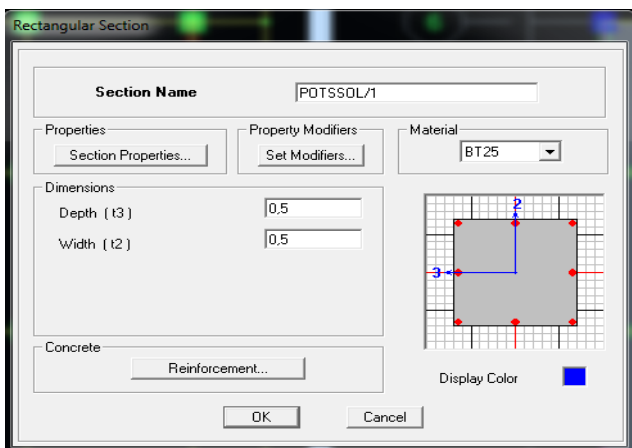 Rectangular Section
Section Name POTSSOL/1
Properties Property Modifiers Material
Section Properties... Set Modifiers... BT25
Dimensions
Depth ( t3 ) 0,5
Width ( t2 ) 0,5
2
3
Concrete
Reinforcement...
Display Color
OK Cancel